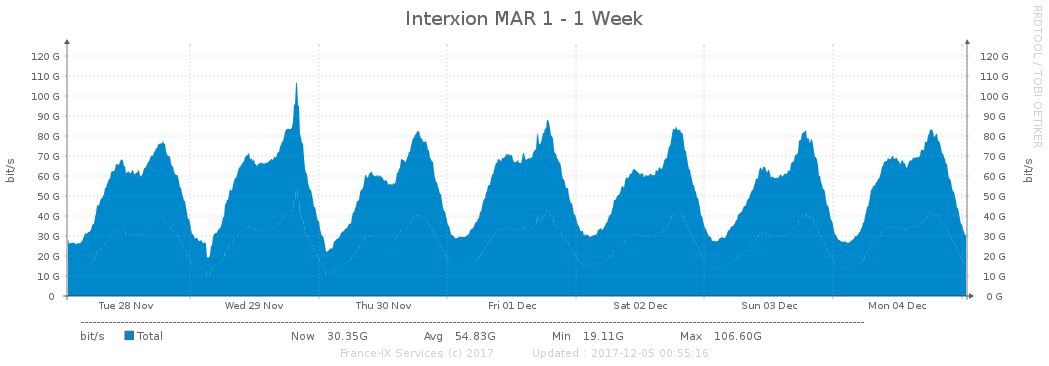 Interxion MAR 1 - 1 Week
RRDTOOL / TOBI OETIKER
bit/s
120 G 120 G
110 G 110 G
100 G 100 G
90 G 90 G
80 G 80 G
70 G 70 G
60 G 60 G
50 G 50 G
40 G 40 G
30 G 30 G
20 G 20 G
10 G 10 G
0 0 G
bit/s
Tue 28 Nov Wed 29 Nov Thu 30 Nov Fri 01 Dec Sat 02 Dec Sun 03 Dec Mon 04 Dec
bit/s Total Now 30.35G Avg 54.83G Min 19.11G Max 106.60G
France-IX Services (c) 2017 Updated : 2017-12-05 00:55:16